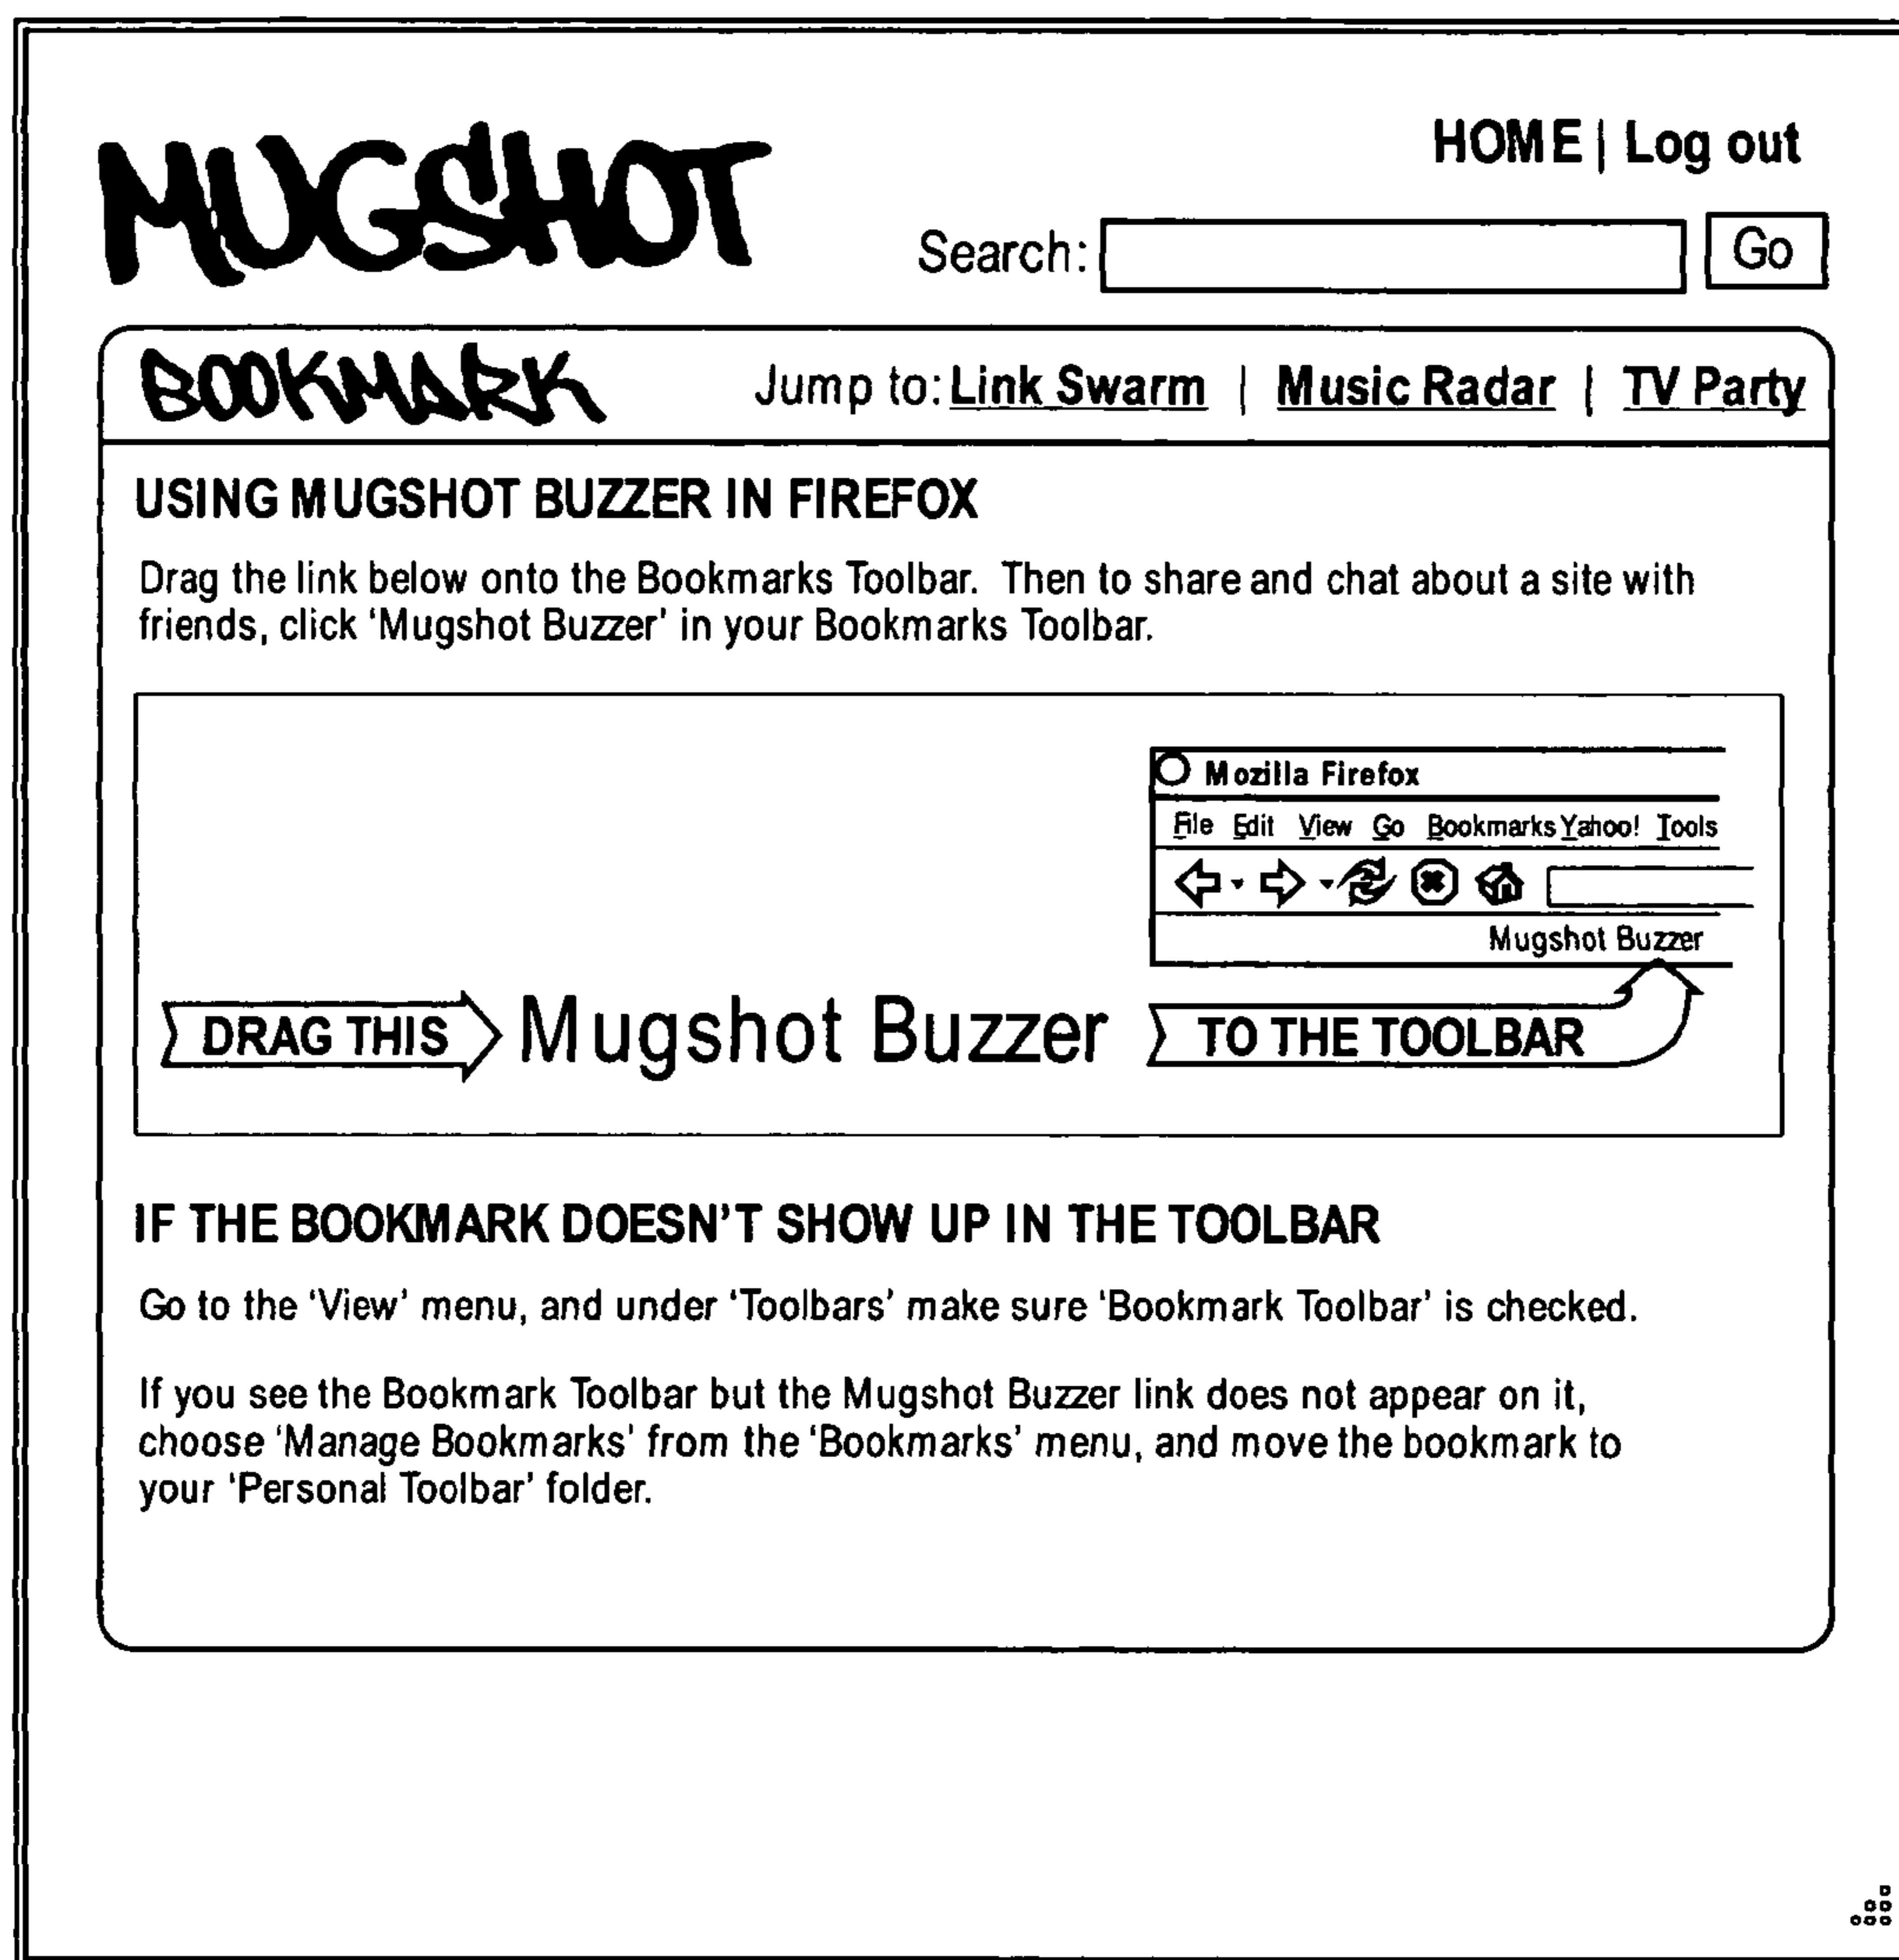 MUGSHOT
HOME | Log out
Search:
Go
BOOKMARK
Jump to: Link Swarm | Music Radar | TV Party
USING MUGSHOT BUZZER IN FIREFOX
Drag the link below onto the Bookmarks Toolbar. Then to share and chat about a site with
friends, click ‘Mugshot Buzzer’ in your Bookmarks Toolbar.
Mozilla Firefox
File Edit View Go Bookmarks Yahoo! Tools
Mugshot Buzzer
DRAG THIS
Mugshot Buzzer
TO THE TOOLBAR
IF THE BOOKMARK DOESN’T SHOW UP IN THE TOOLBAR
Go to the ‘View’ menu, and under ‘Toolbars’ make sure ‘Bookmark Toolbar’ is checked.
If you see the Bookmark Toolbar but the Mugshot Buzzer link does not appear on it,
choose ‘Manage Bookmarks’ from the ‘Bookmarks’ menu, and move the bookmark to
your ‘Personal Toolbar’ folder.